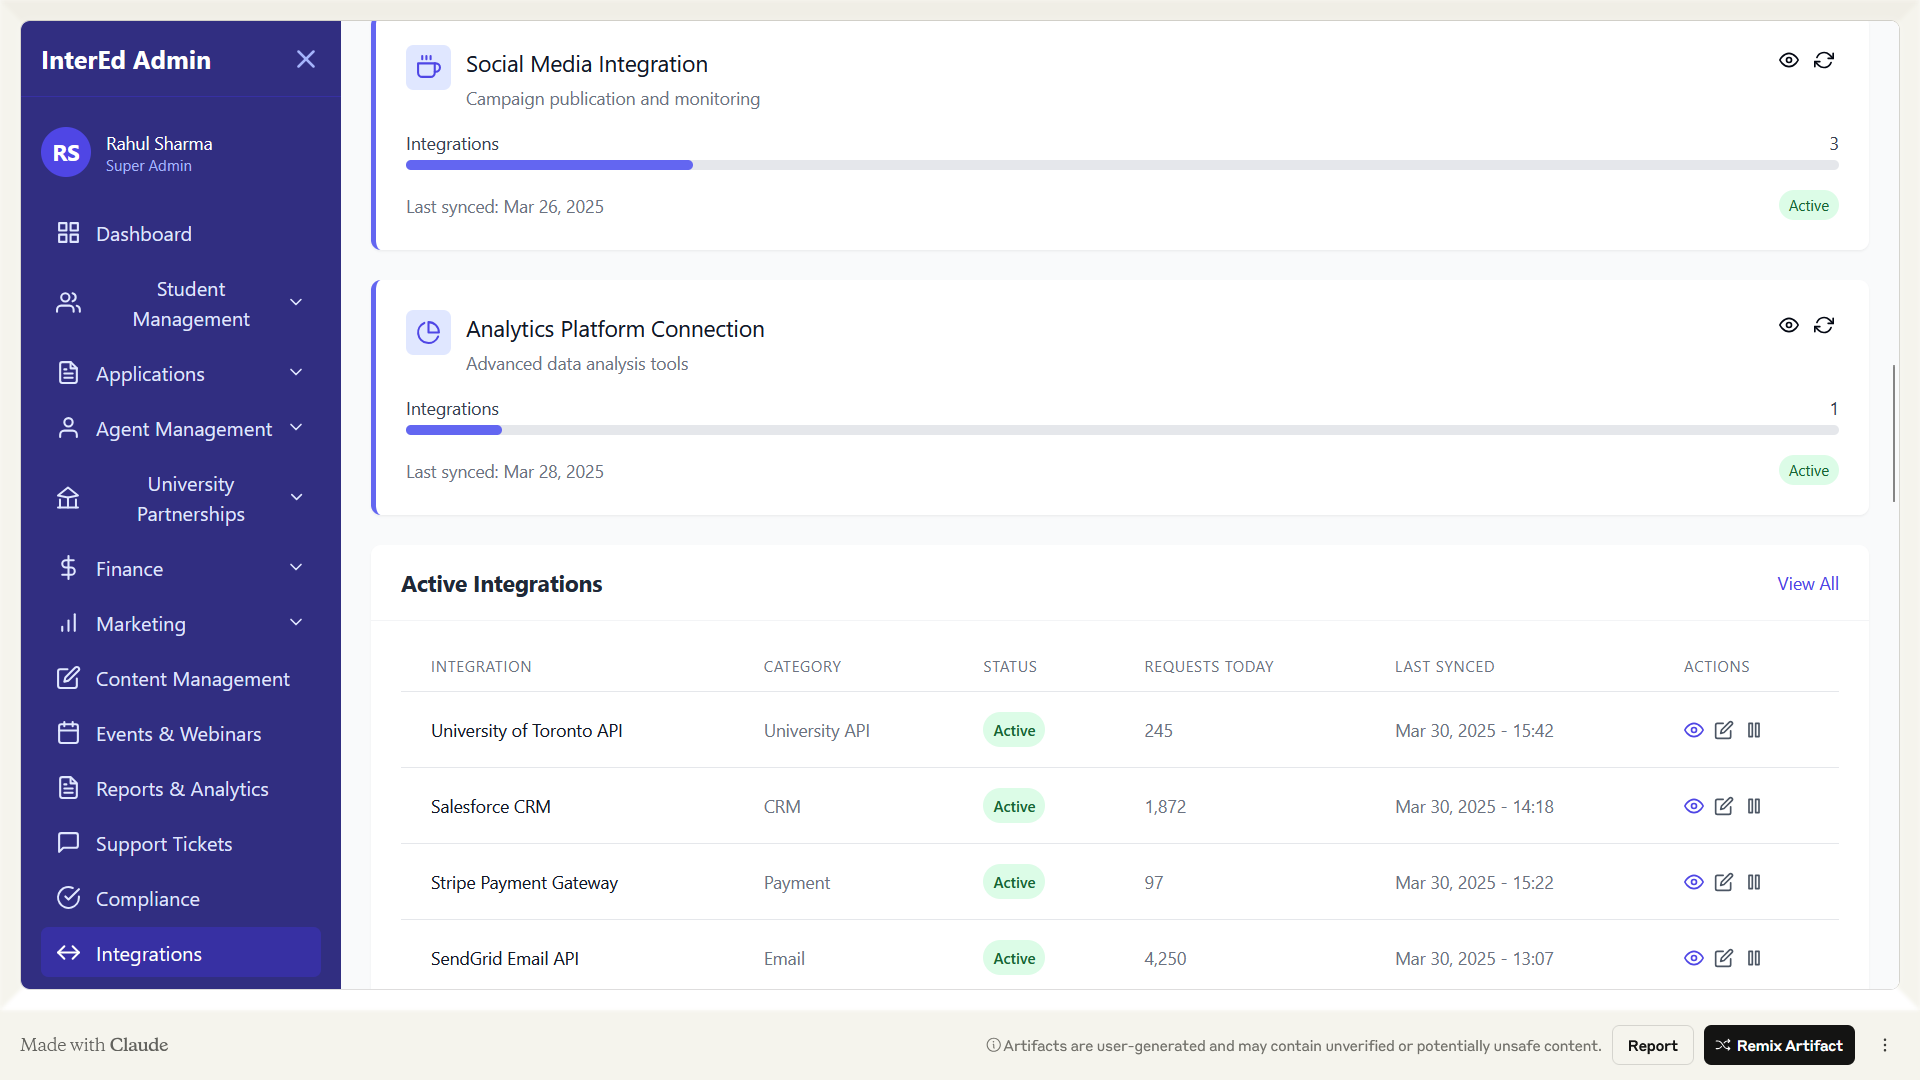 InterEd Admin
RS
Rahul Sharma
Super Admin
Dashboard
Student
Management
Applications
Agent Management
University
Partnerships
Finance
Marketing
Content Management
Events & Webinars
Reports & Analytics
Support Tickets
Compliance
Integrations
Social Media Integration
Campaign publication and monitoring
Integrations 3
Last synced: Mar 26, 2025 Active
Analytics Platform Connection
Advanced data analysis tools
Integrations 1
Last synced: Mar 28, 2025 Active
Active Integrations View All
INTEGRATION CATEGORY STATUS REQUESTS TODAY LAST SYNCED ACTIONS
University of Toronto API University API Active 245 Mar 30, 2025 - 15:42
Salesforce CRM CRM Active 1,872 Mar 30, 2025 - 14:18
Stripe Payment Gateway Payment Active 97 Mar 30, 2025 - 15:22
SendGrid Email API Email Active 4,250 Mar 30, 2025 - 13:07
Made with Claude
Artifacts are user-generated and may contain unverified or potentially unsafe content.
Report
Remix Artifact